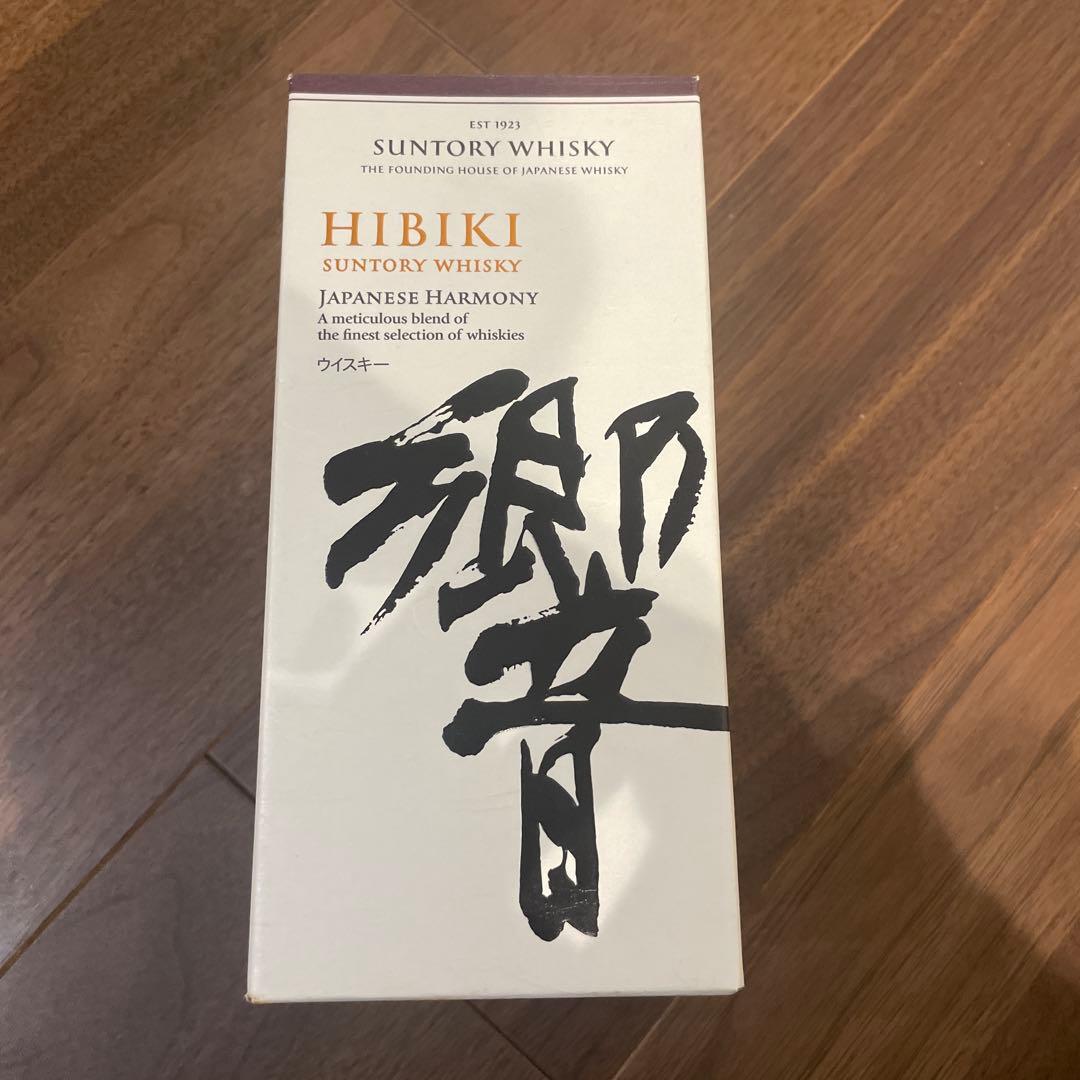 EST 1923
SUNTORY WHISKY
THE FOUNDING HOUSE OF JAPANESE WHISKY
HIBIKI
SUNTORY WHISKY
JAPANESE HARMONY
A meticulous blend of
the finest selection of whiskies
ウイスキー
響